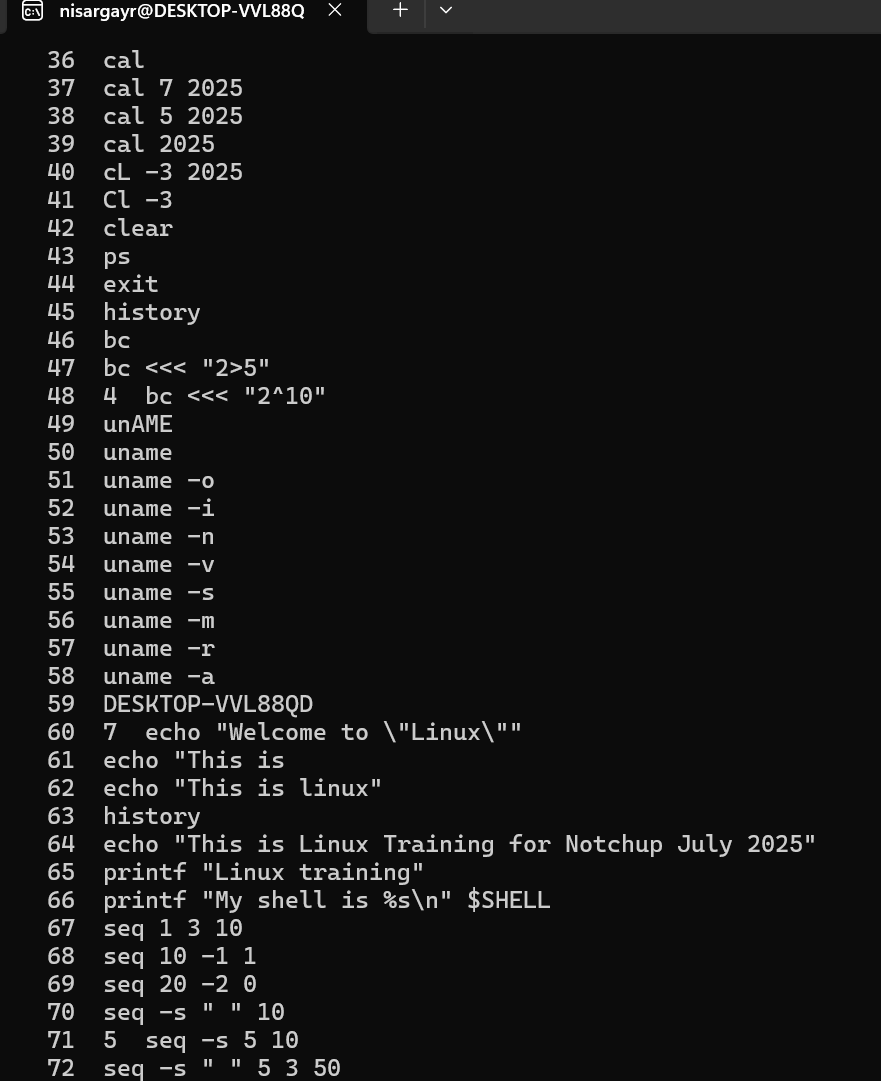 nisargayr@DESKTOP-VVL88Q
36  cal
37  cal 7 2025
38  cal 5 2025
39  cal 2025
40  cL -3 2025
41  Cl -3
42  clear
43  ps
44  exit
45  history
46  bc
47  bc <<< "2>5"
48  4  bc <<< "2^10"
49  unAME
50  uname
51  uname -o
52  uname -i
53  uname -n
54  uname -v
55  uname -s
56  uname -m
57  uname -r
58  uname -a
59  DESKTOP-VVL88QD
60  7  echo "Welcome to \"Linux\""
61  echo "This is
62  echo "This is linux"
63  history
64  echo "This is Linux Training for Notchup July 2025"
65  printf "Linux training"
66  printf "My shell is %s\n" $SHELL
67  seq 1 3 10
68  seq 10 -1 1
69  seq 20 -2 0
70  seq -s " " 10
71  5  seq -s 5 10
72  seq -s " " 5 3 50